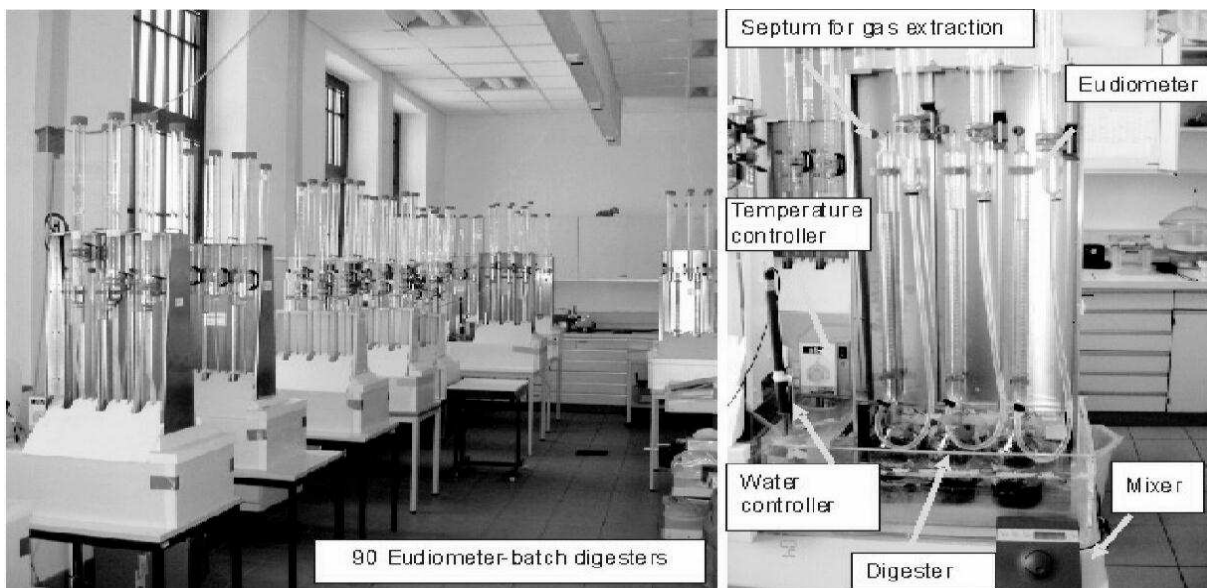 90 Eudiometer-batch digesters
Septum for gas extraction
Eudiometer
Temperature
controller
Water
controller
Digester
Mixer